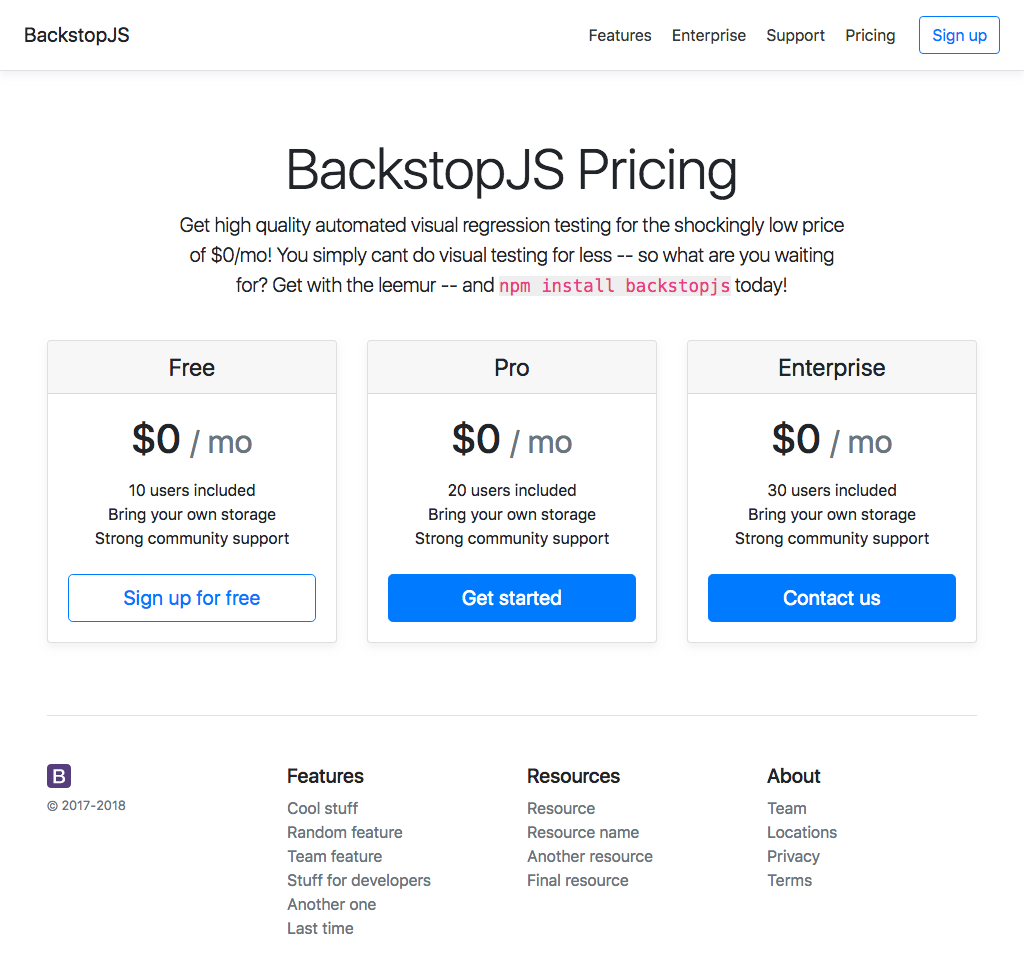 BackstopJS
Features Enterprise Support Pricing Sign up
BackstopJS Pricing
Get high quality automated visual regression testing for the shockingly low price
of $0/mo! You simply cant do visual testing for less -- so what are you waiting
for? Get with the leemur -- and npm install backstopjs today!
Free
$0 / mo
10 users included
Bring your own storage
Strong community support
Sign up for free
Pro
$0 / mo
20 users included
Bring your own storage
Strong community support
Get started
Enterprise
$0 / mo
30 users included
Bring your own storage
Strong community support
Contact us
B
© 2017-2018
Features
Cool stuff
Random feature
Team feature
Stuff for developers
Another one
Last time
Resources
Resource
Resource name
Another resource
Final resource
About
Team
Locations
Privacy
Terms